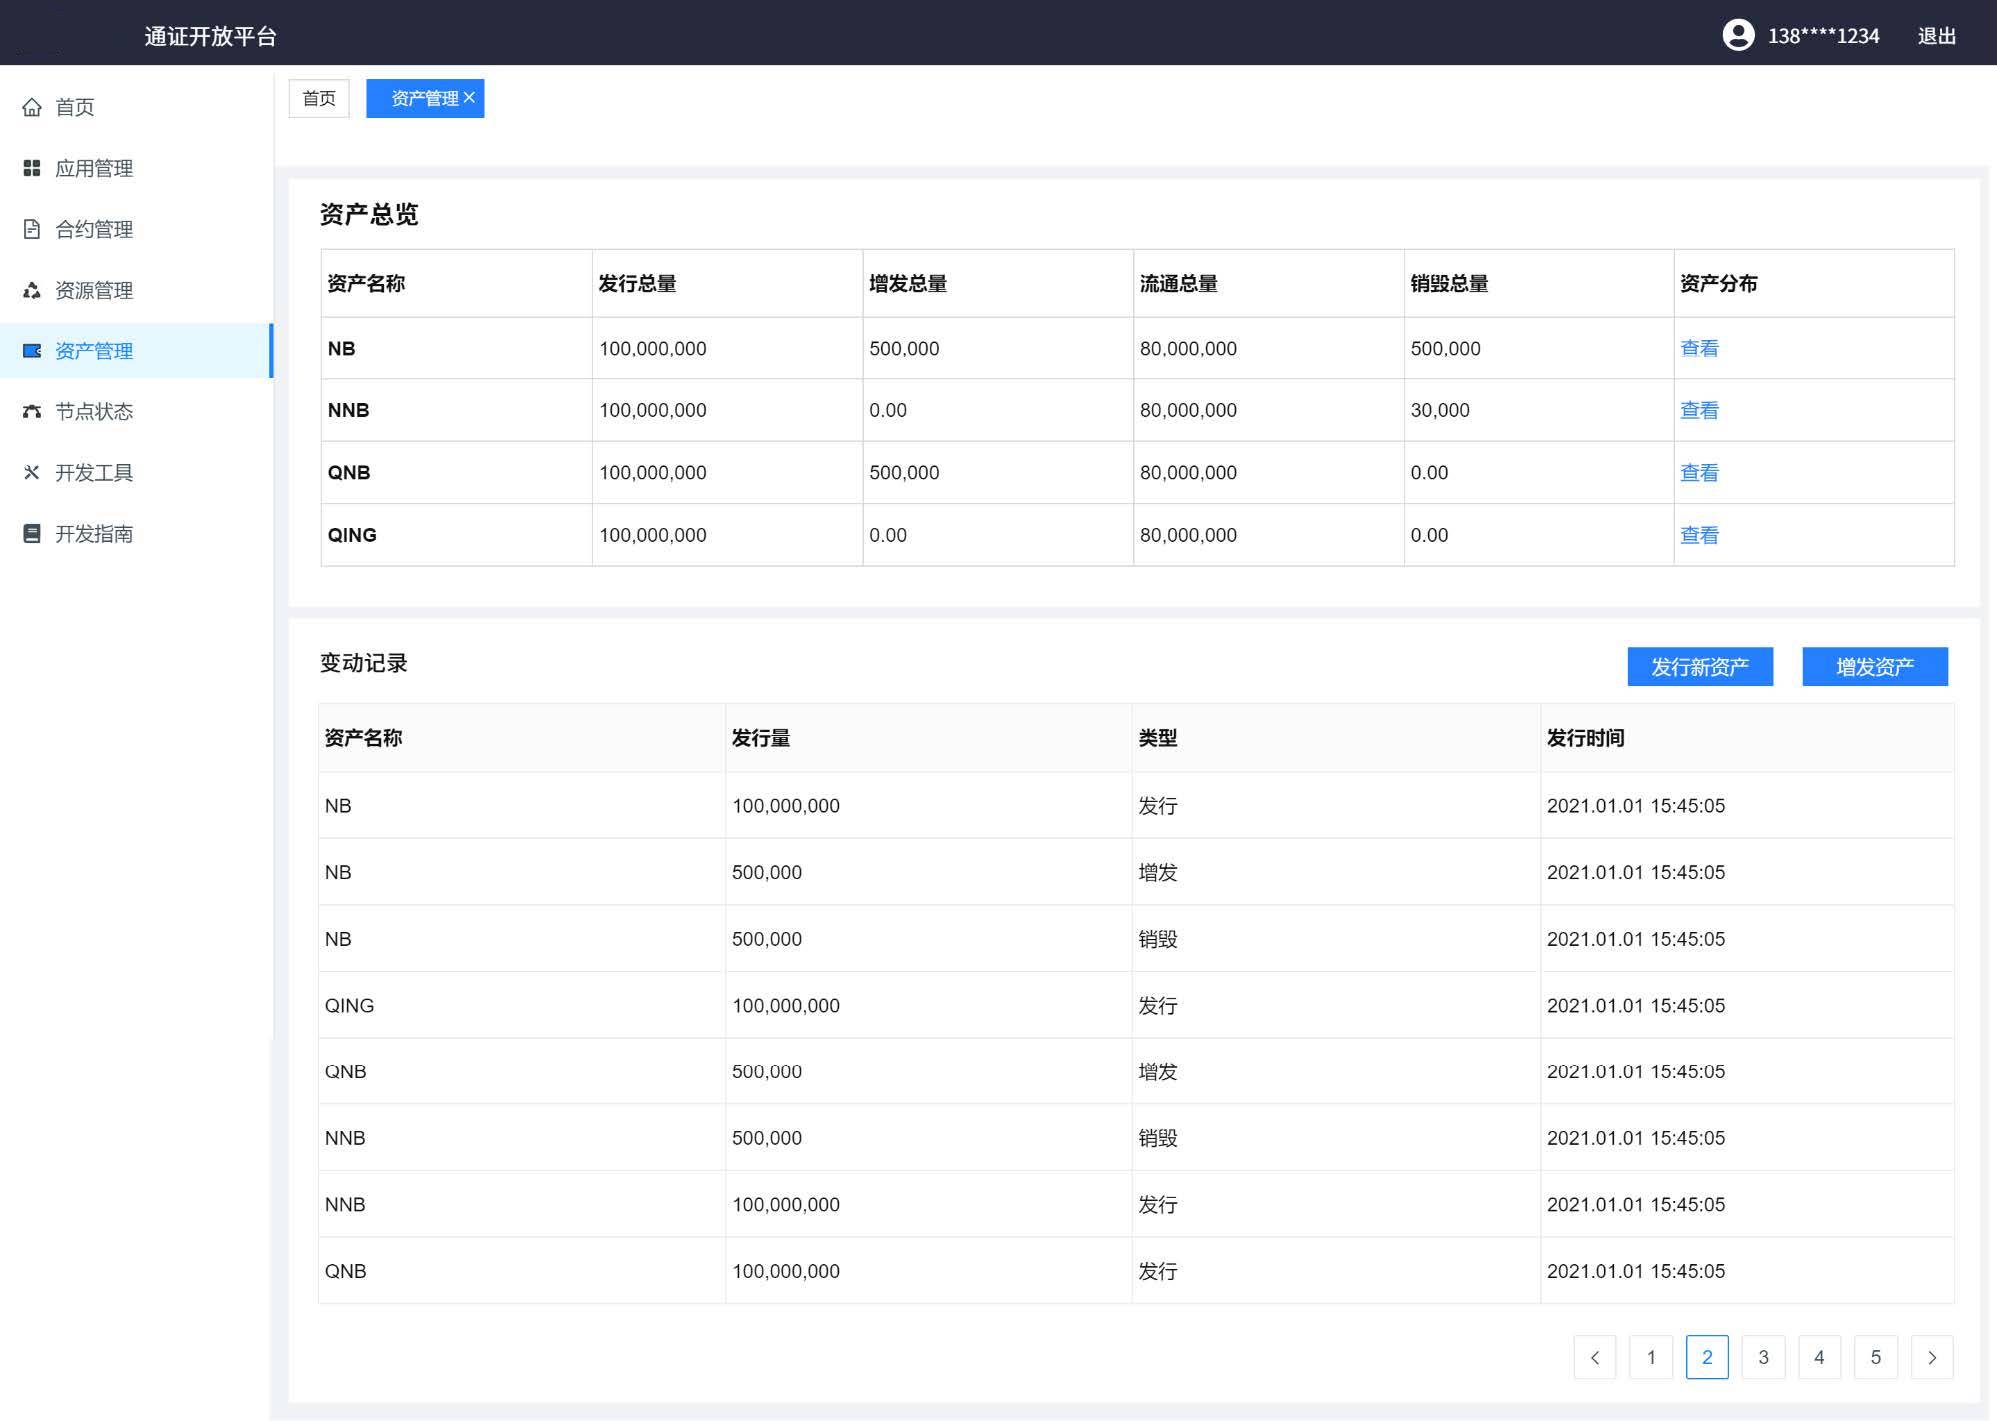 通证开放平台
138****1234 退出
首页
应用管理
合约管理
资源管理
资产管理
节点状态
开发工具
开发指南
首页 资产管理
资产总览
资产名称 发行总量 增发总量 流通总量 销毁总量 资产分布
NB 100,000,000 500,000 80,000,000 500,000 查看
NNB 100,000,000 0.00 80,000,000 30,000 查看
QNB 100,000,000 500,000 80,000,000 0.00 查看
QING 100,000,000 0.00 80,000,000 0.00 查看
变动记录 发行新资产 增发资产
资产名称 发行量 类型 发行时间
NB 100,000,000 发行 2021.01.01 15:45:05
NB 500,000 增发 2021.01.01 15:45:05
NB 500,000 销毁 2021.01.01 15:45:05
QING 100,000,000 发行 2021.01.01 15:45:05
QNB 500,000 增发 2021.01.01 15:45:05
NNB 500,000 销毁 2021.01.01 15:45:05
NNB 100,000,000 发行 2021.01.01 15:45:05
QNB 100,000,000 发行 2021.01.01 15:45:05
1 2 3 4 5